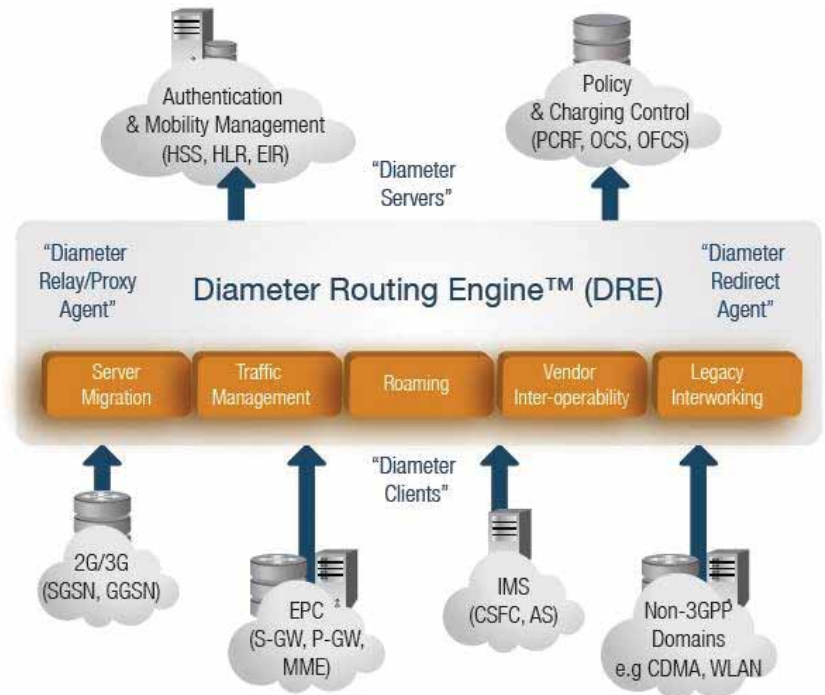 Authentication
& Mobility Management
(HSS, HLR, EIR)
Policy
& Charging Control
(PCRF, OCS, OFCS)
“Diameter
Servers”
“Diameter
Relay/Proxy
Agent”
Diameter Routing Engine™ (DRE)
“Diameter
Redirect
Agent”
Server
Migration
Traffic
Management
Roaming
Vendor
Inter-operability
Legacy
Interworking
“Diameter
Clients”
2G/3G
(SGSN, GGSN)
EPC
(S-GW, P-GW,
MME)
IMS
(CSFC, AS)
Non-3GPP
Domains
e.g CDMA, WLAN